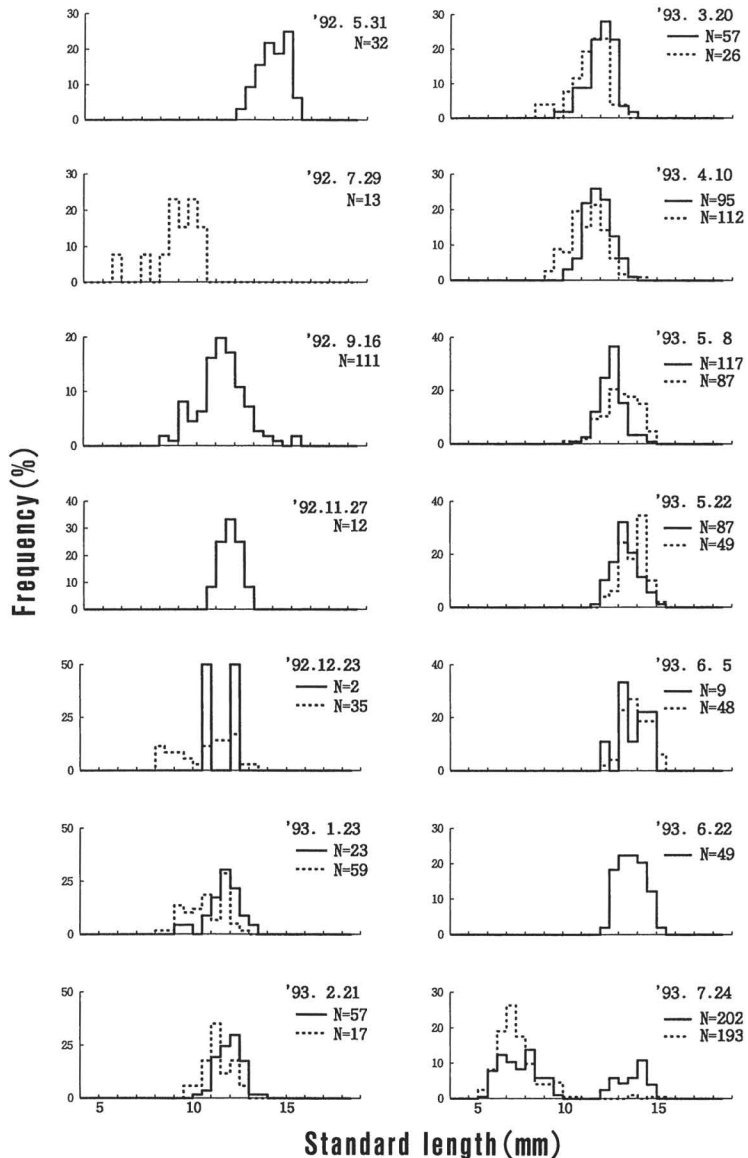 Frequency(%)
'92. 5.31
N=32
30
20
10
0
'92. 7.29
N=13
30
20
10
0
'92. 9.16
N=111
20
10
0
'92.11.27
N=12
40
30
20
10
0
'92.12.23
N=2
N=35
50
25
0
'93. 1.23
N=23
N=59
50
25
0
'93. 2.21
N=57
N=17
50
25
0
5 10 15
'93. 3.20
N=57
N=26
30
20
10
0
'93. 4.10
N=95
N=112
30
20
10
0
'93. 5. 8
N=117
N=87
40
20
0
'93. 5.22
N=87
N=49
40
20
0
'93. 6. 5
N=9
N=48
40
20
0
'93. 6.22
N=49
30
20
10
0
'93. 7.24
N=202
N=193
30
20
10
0
5 10 15
Standard length(mm)